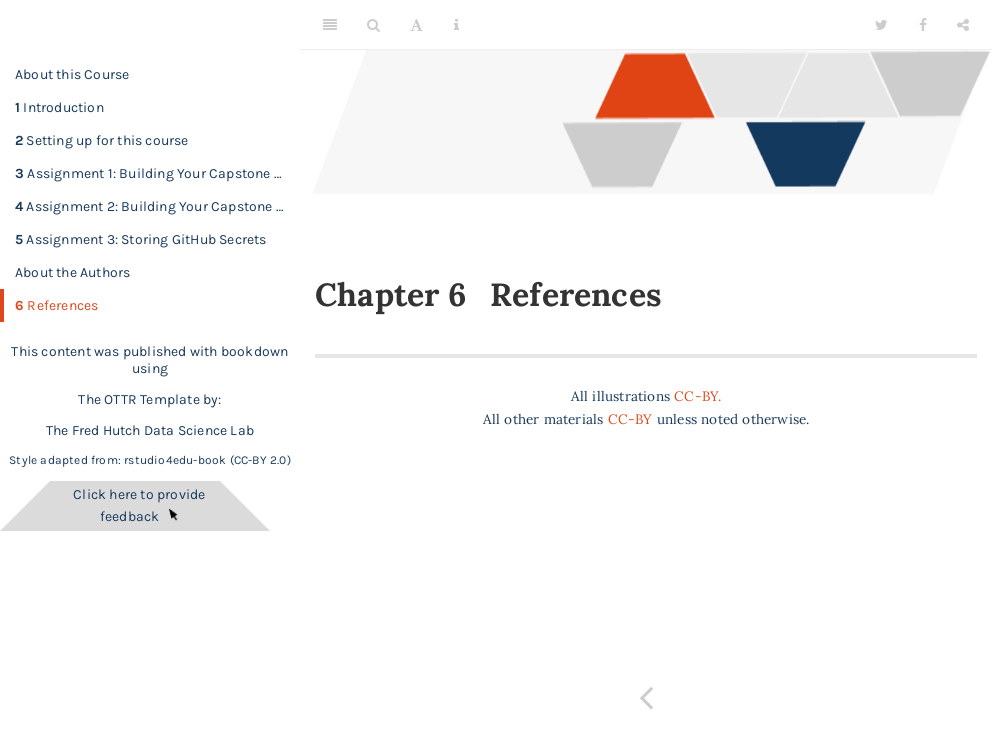 About this Course
1 Introduction
2 Setting up for this course
3 Assignment 1: Building Your Capstone ...
4 Assignment 2: Building Your Capstone ...
5 Assignment 3: Storing GitHub Secrets
About the Authors
6 References
This content was published with bookdown
using
The OTTR Template by:
The Fred Hutch Data Science Lab
Style adapted from: rstudio4edu-book (CC-BY 2.0)
Click here to provide
feedback
A
Chapter 6 References
All illustrations CC-BY.
All other materials CC-BY unless noted otherwise.